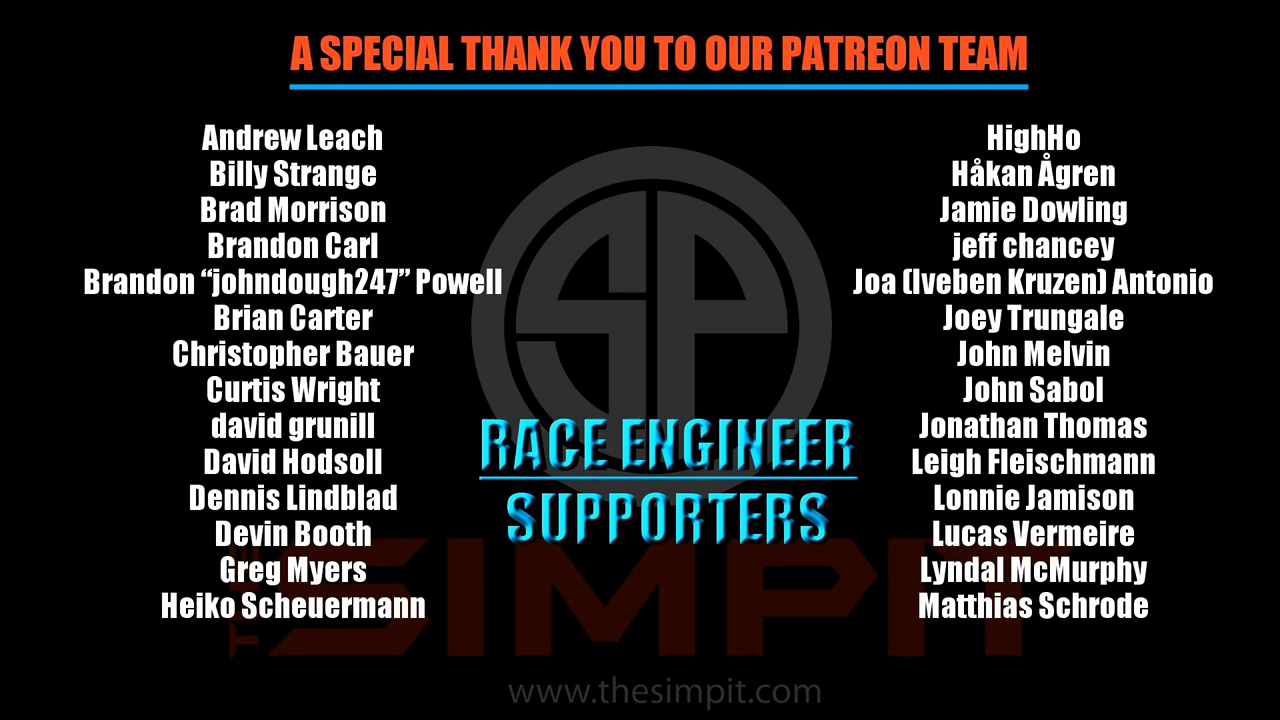 A SPECIAL THANK YOU TO OUR PATREON TEAM
Andrew Leach
Billy Strange
Brad Morrison
Brandon Carl
Brandon “johndough247” Powell
Brian Carter
Christopher Bauer
Curtis Wright
david grunill
David Hodsoll
Dennis Lindblad
Devin Booth
Greg Myers
Heiko Scheuermann
SP
RACE ENGINEER
SUPPORTERS
HighHo
Håkan Ågren
Jamie Dowling
jeff chancey
Joa (Iveben Kruzen) Antonio
Joey Trungale
John Melvin
John Sabol
Jonathan Thomas
Leigh Fleischmann
Lonnie Jamison
Lucas Vermeire
Lyndal McMurphy
Matthias Schrode
THE SIMPIT
www.thesimpit.com